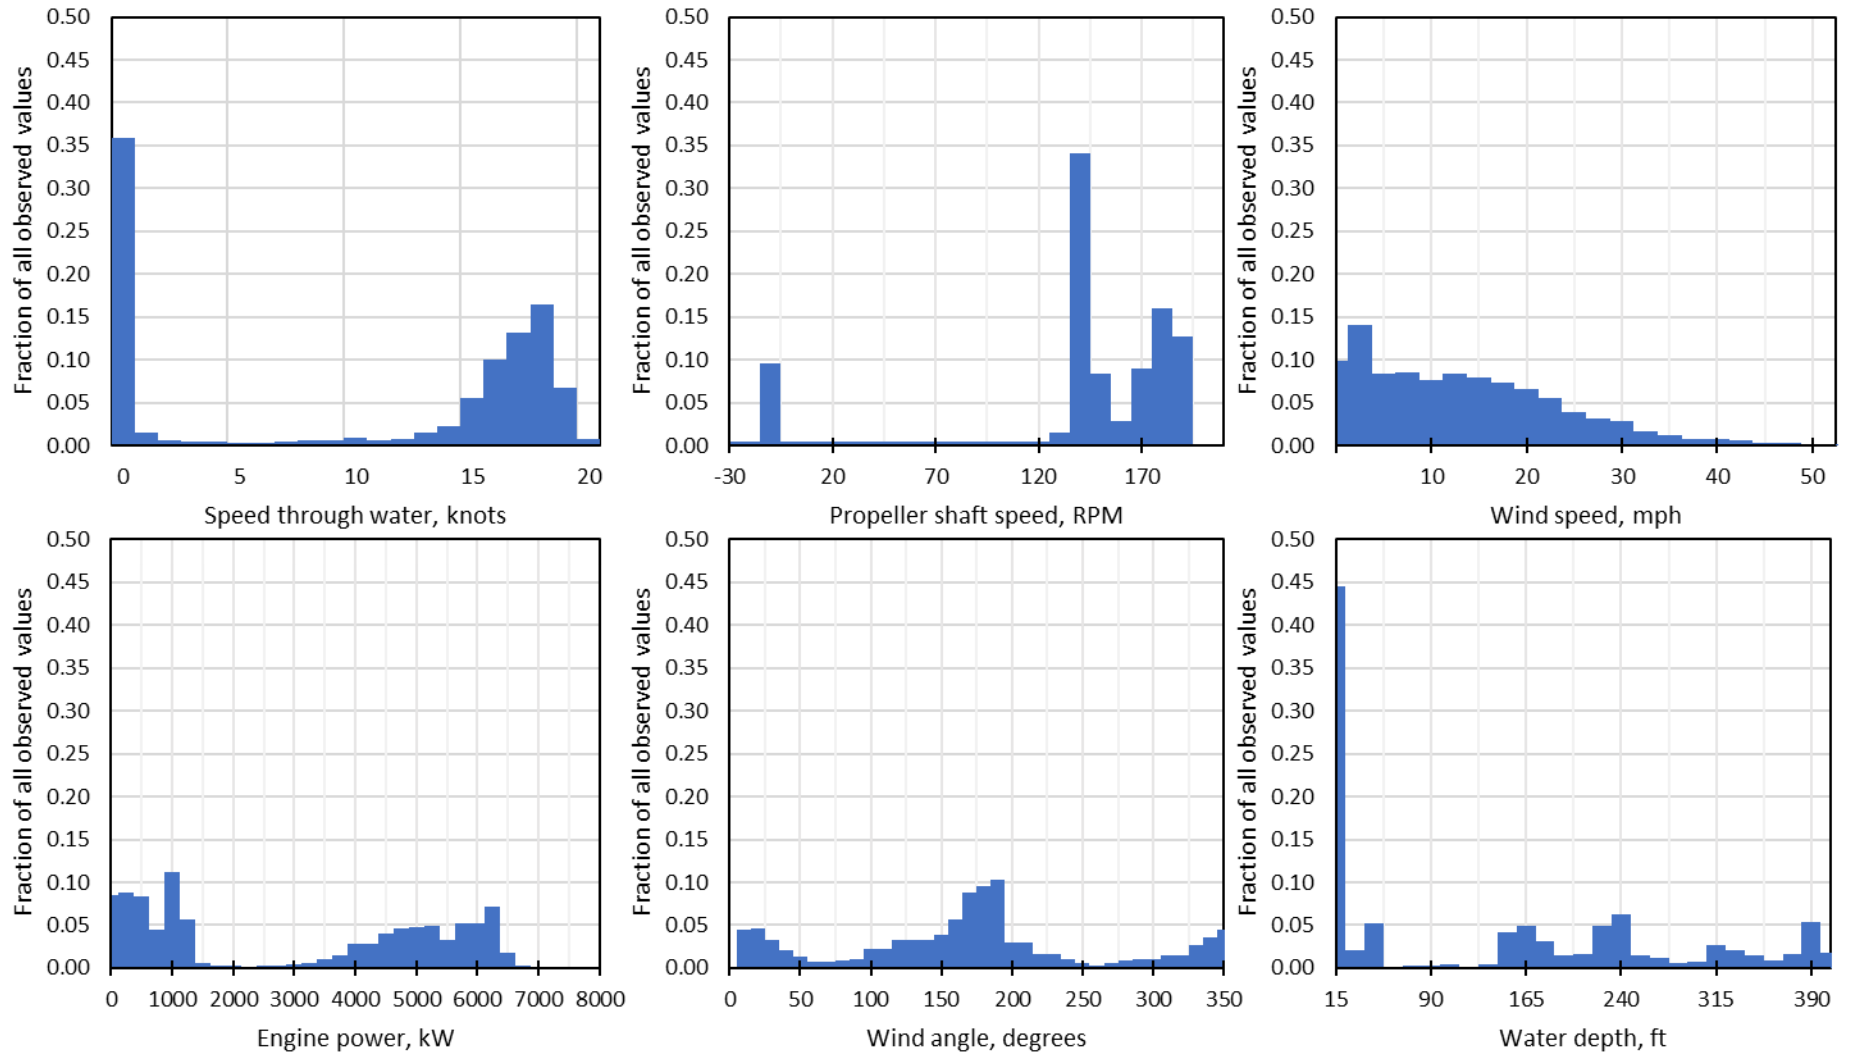 0.50 0.50 0.50
0.45 0.45 0.45
0.40 0.40 0.40
0.35 0.35 0.35
0.30 0.30 0.30
0.25 0.25 0.25
0.20 0.20 0.20
0.15 0.15 0.15
0.10 0.10 0.10
0.05 0.05 0.05
0.00 0.00 0.00
Fraction of all observed values
Fraction of all observed values
Fraction of all observed values
0 5 10 15 20 -30 20 70 120 170 10 20 30 40 50
Speed through water, knots Propeller shaft speed, RPM Wind speed, mph
0.50 0.50 0.50
0.45 0.45 0.45
0.40 0.40 0.40
0.35 0.35 0.35
0.30 0.30 0.30
0.25 0.25 0.25
0.20 0.20 0.20
0.15 0.15 0.15
0.10 0.10 0.10
0.05 0.05 0.05
0.00 0.00 0.00
Fraction of all observed values
Fraction of all observed values
Fraction of all observed values
0 1000 2000 3000 4000 5000 6000 7000 8000 0 50 100 150 200 250 300 350 15 90 165 240 315 390
Engine power, kW Wind angle, degrees Water depth, ft